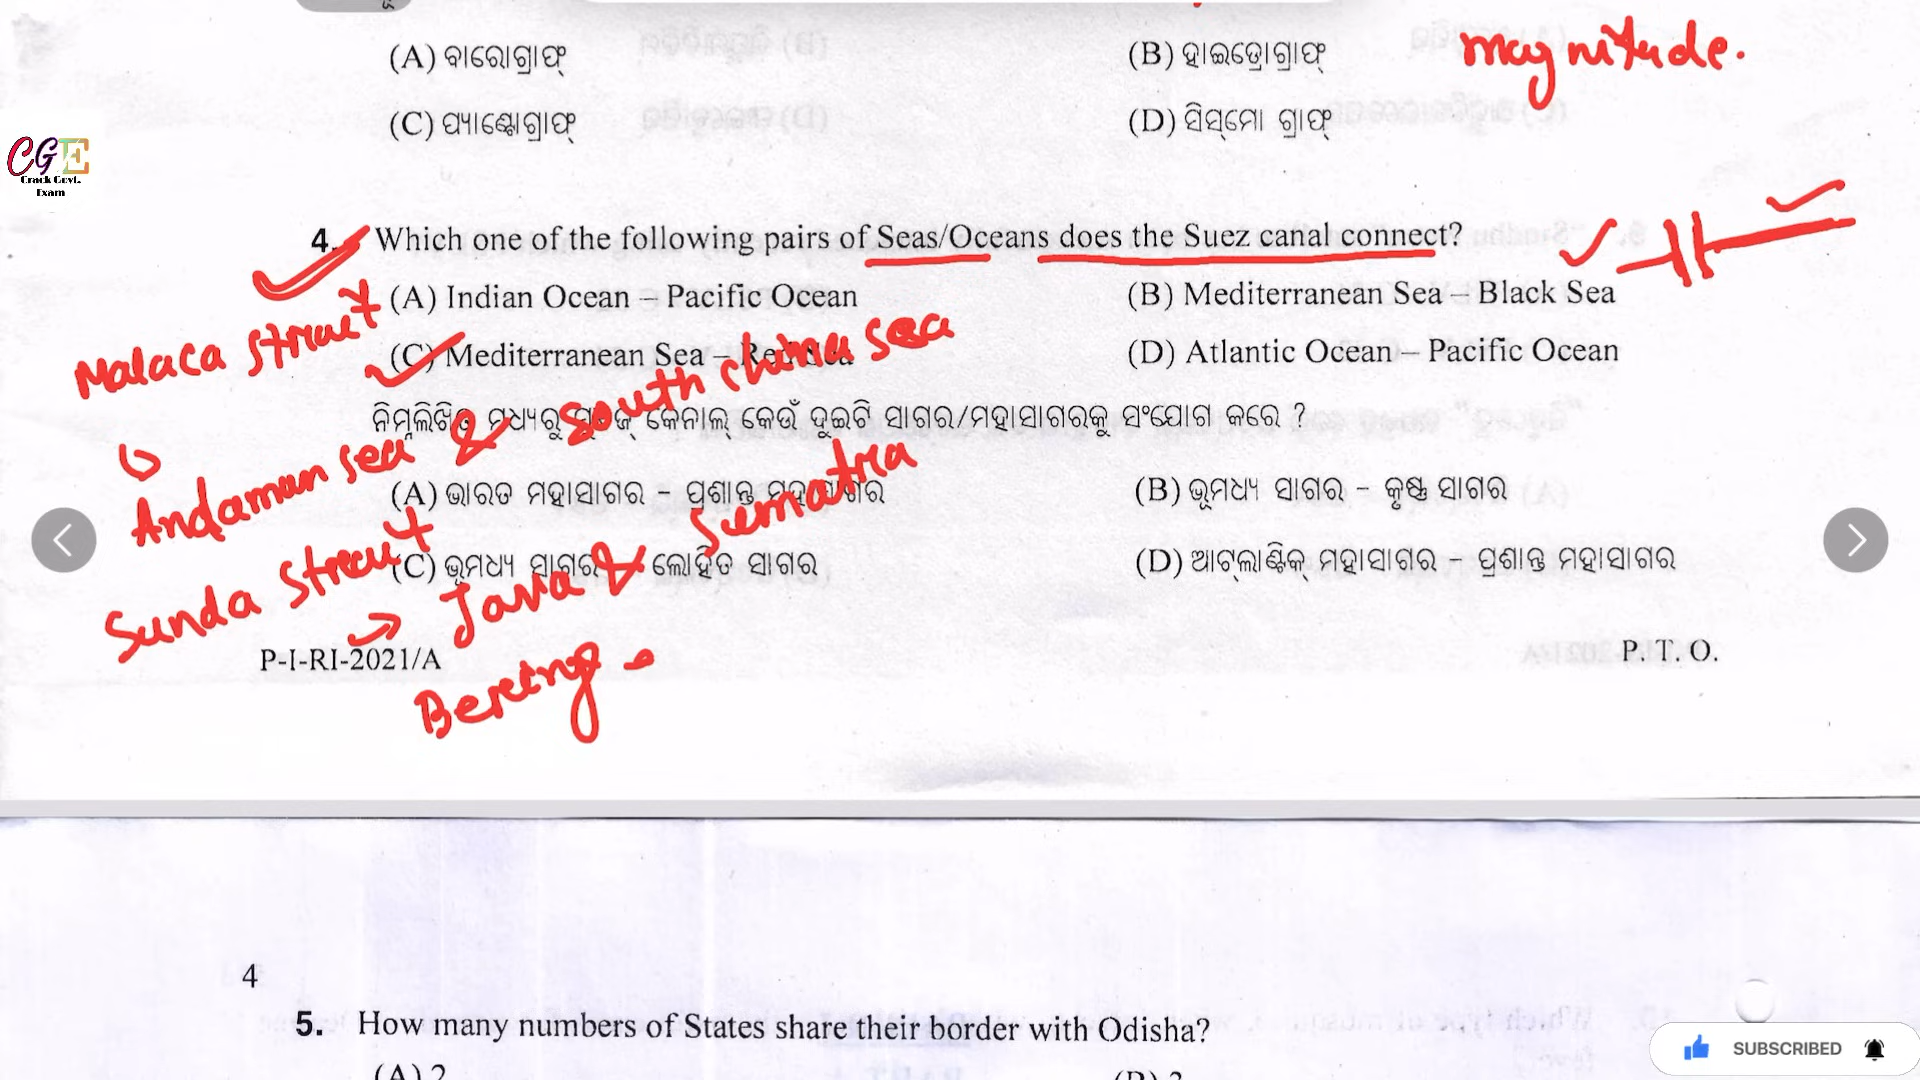 (A) ବାରୋଗ୍ରାଫ୍
(B) ହାଇଡ୍ରୋଗ୍ରାଫ୍
magnitude.
(C) ପ୍ୟାଣ୍ଟୋଗ୍ରାଫ୍
(D) ସିସ୍‌ମୋ ଗ୍ରାଫ୍
CGE
Crack Govt.
Exam
4. Which one of the following pairs of Seas/Oceans does the Suez canal connect?
(A) Indian Ocean – Pacific Ocean
(B) Mediterranean Sea – Black Sea
Malaca Strait
(C) Mediterranean Sea – Red Sea
(D) Atlantic Ocean – Pacific Ocean
Andaman sea & south china sea
ନିମ୍ନଲିଖିତ ମଧ୍ୟରୁ ସୁଏଜ୍ କେନାଲ୍ କେଉଁ ଦୁଇଟି ସାଗର/ମହାସାଗରକୁ ସଂଯୋଗ କରେ ?
(A) ଭାରତ ମହାସାଗର – ପ୍ରଶାନ୍ତ ମହାସାଗର
(B) ଭୂମଧ୍ୟ ସାଗର – କୃଷ୍ଣ ସାଗର
Sunda Strait
Java & Sumatra
(C) ଭୂମଧ୍ୟ ସାଗର – ଲୋହିତ ସାଗର
(D) ଆଟ୍‌ଲାଣ୍ଟିକ୍ ମହାସାଗର – ପ୍ରଶାନ୍ତ ମହାସାଗର
P-I-RI-2021/A
P. T. O.
Bereing
4
5. How many numbers of States share their border with Odisha?
(A) 2
(B) 3
SUBSCRIBED